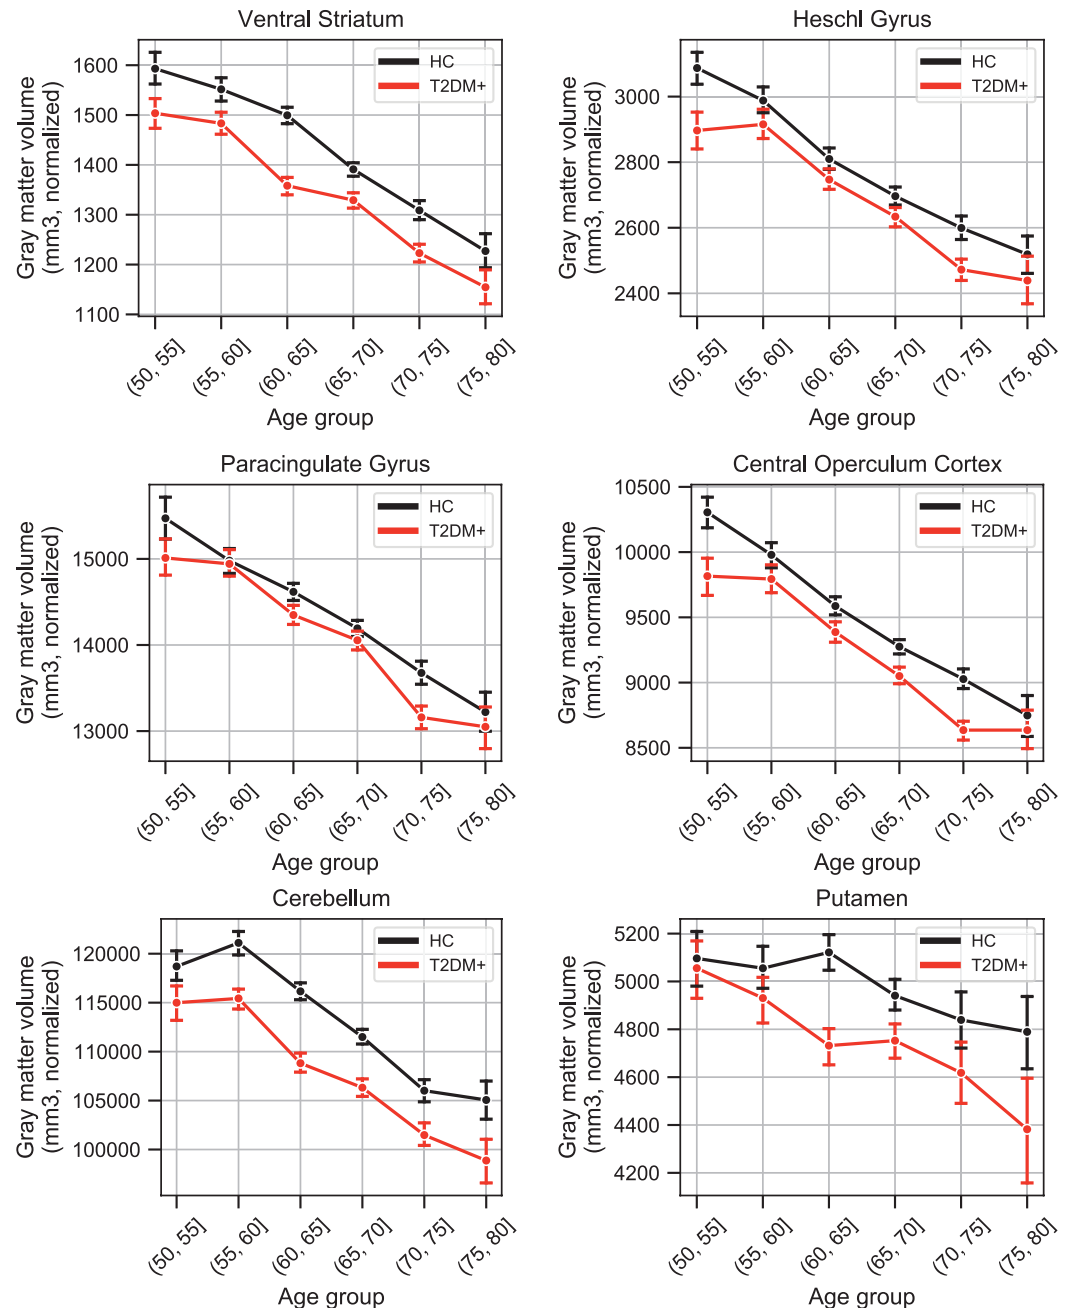 Ventral Striatum
Gray matter volume
(mm3, normalized)
1600
1500
1400
1300
1200
1100
HC
T2DM+
(50, 55]
(55, 60]
(60, 65]
(65, 70]
(70, 75]
(75, 80]
Age group
Heschl Gyrus
Gray matter volume
(mm3, normalized)
3000
2800
2600
2400
HC
T2DM+
(50, 55]
(55, 60]
(60, 65]
(65, 70]
(70, 75]
(75, 80]
Age group
Paracingulate Gyrus
Gray matter volume
(mm3, normalized)
15000
14000
13000
HC
T2DM+
(50, 55]
(55, 60]
(60, 65]
(65, 70]
(70, 75]
(75, 80]
Age group
Central Operculum Cortex
Gray matter volume
(mm3, normalized)
10500
10000
9500
9000
8500
HC
T2DM+
(50, 55]
(55, 60]
(60, 65]
(65, 70]
(70, 75]
(75, 80]
Age group
Cerebellum
Gray matter volume
(mm3, normalized)
120000
115000
110000
105000
100000
HC
T2DM+
(50, 55]
(55, 60]
(60, 65]
(65, 70]
(70, 75]
(75, 80]
Age group
Putamen
Gray matter volume
(mm3, normalized)
5200
5000
4800
4600
4400
4200
HC
T2DM+
(50, 55]
(55, 60]
(60, 65]
(65, 70]
(70, 75]
(75, 80]
Age group